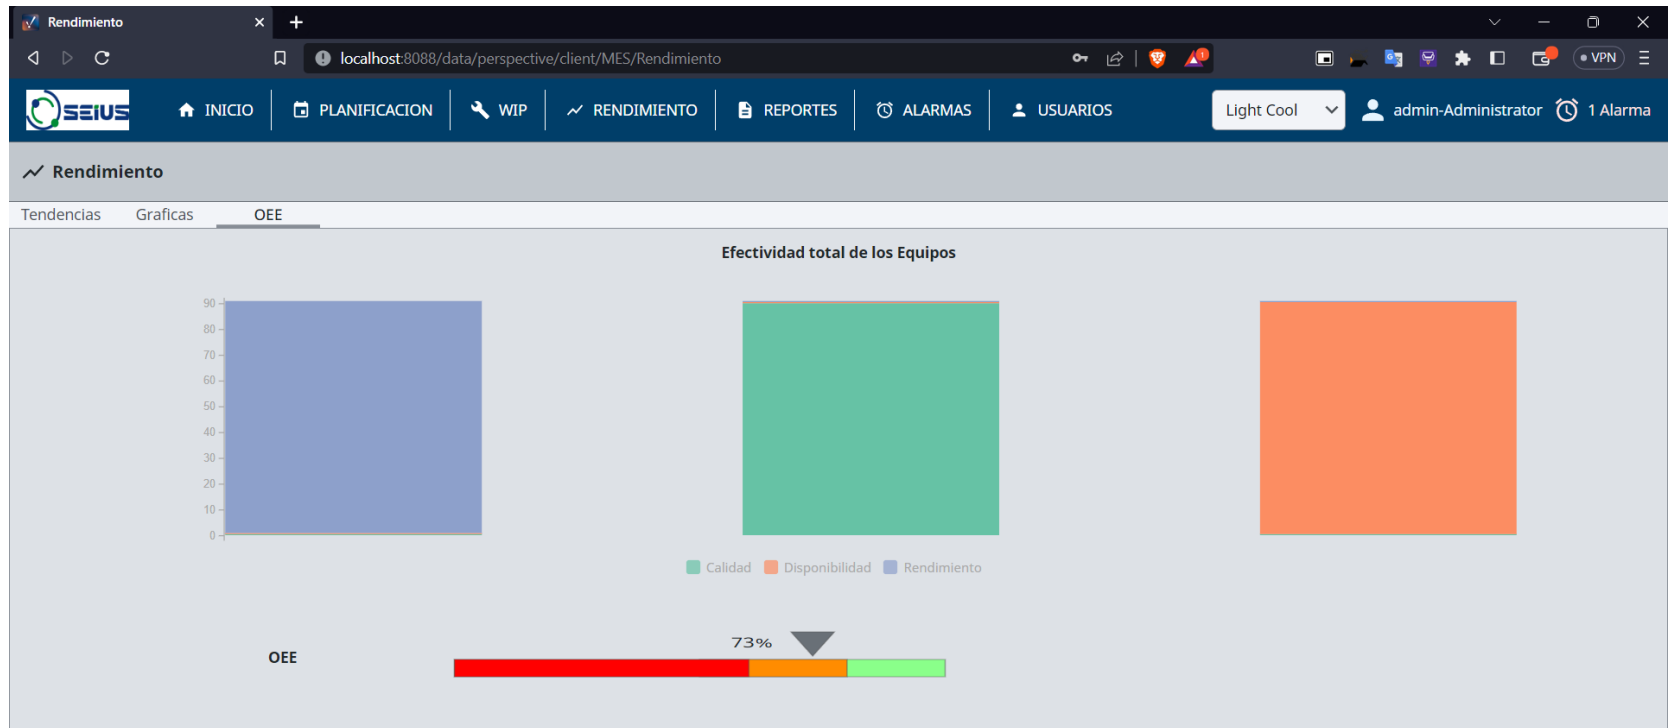 Rendimiento
localhost:8088/data/perspective/client/MES/Rendimiento
VPN
SEIUS INICIO PLANIFICACION WIP RENDIMIENTO REPORTES ALARMAS USUARIOS Light Cool admin-Administrator 1 Alarma
Rendimiento
Tendencias Graficas OEE
Efectividad total de los Equipos
90
80
70
60
50
40
30
20
10
0
Calidad Disponibilidad Rendimiento
73%
OEE